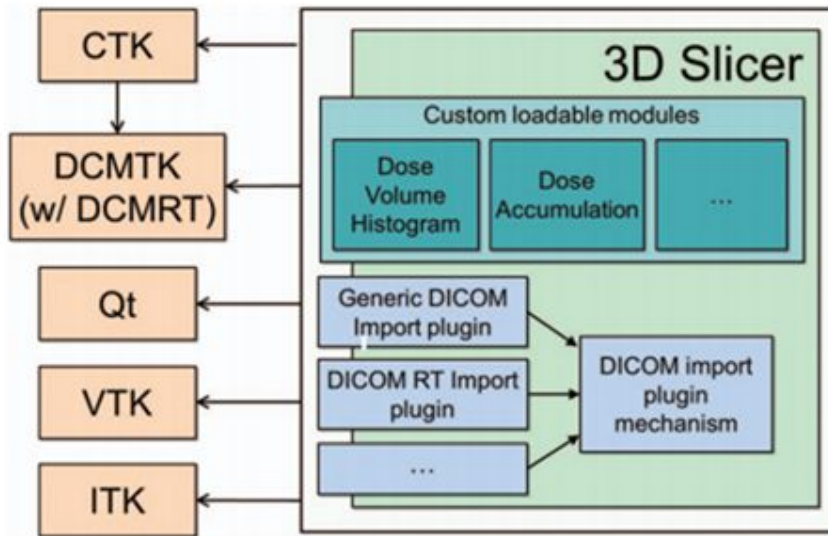 CTK
DCMTK
(w/ DCMRT)
Qt
VTK
ITK
3D Slicer
Custom loadable modules
Dose
Volume
Histogram
Dose
Accumulation
...
Generic DICOM
Import plugin
DICOM RT Import
plugin
...
DICOM import
plugin
mechanism